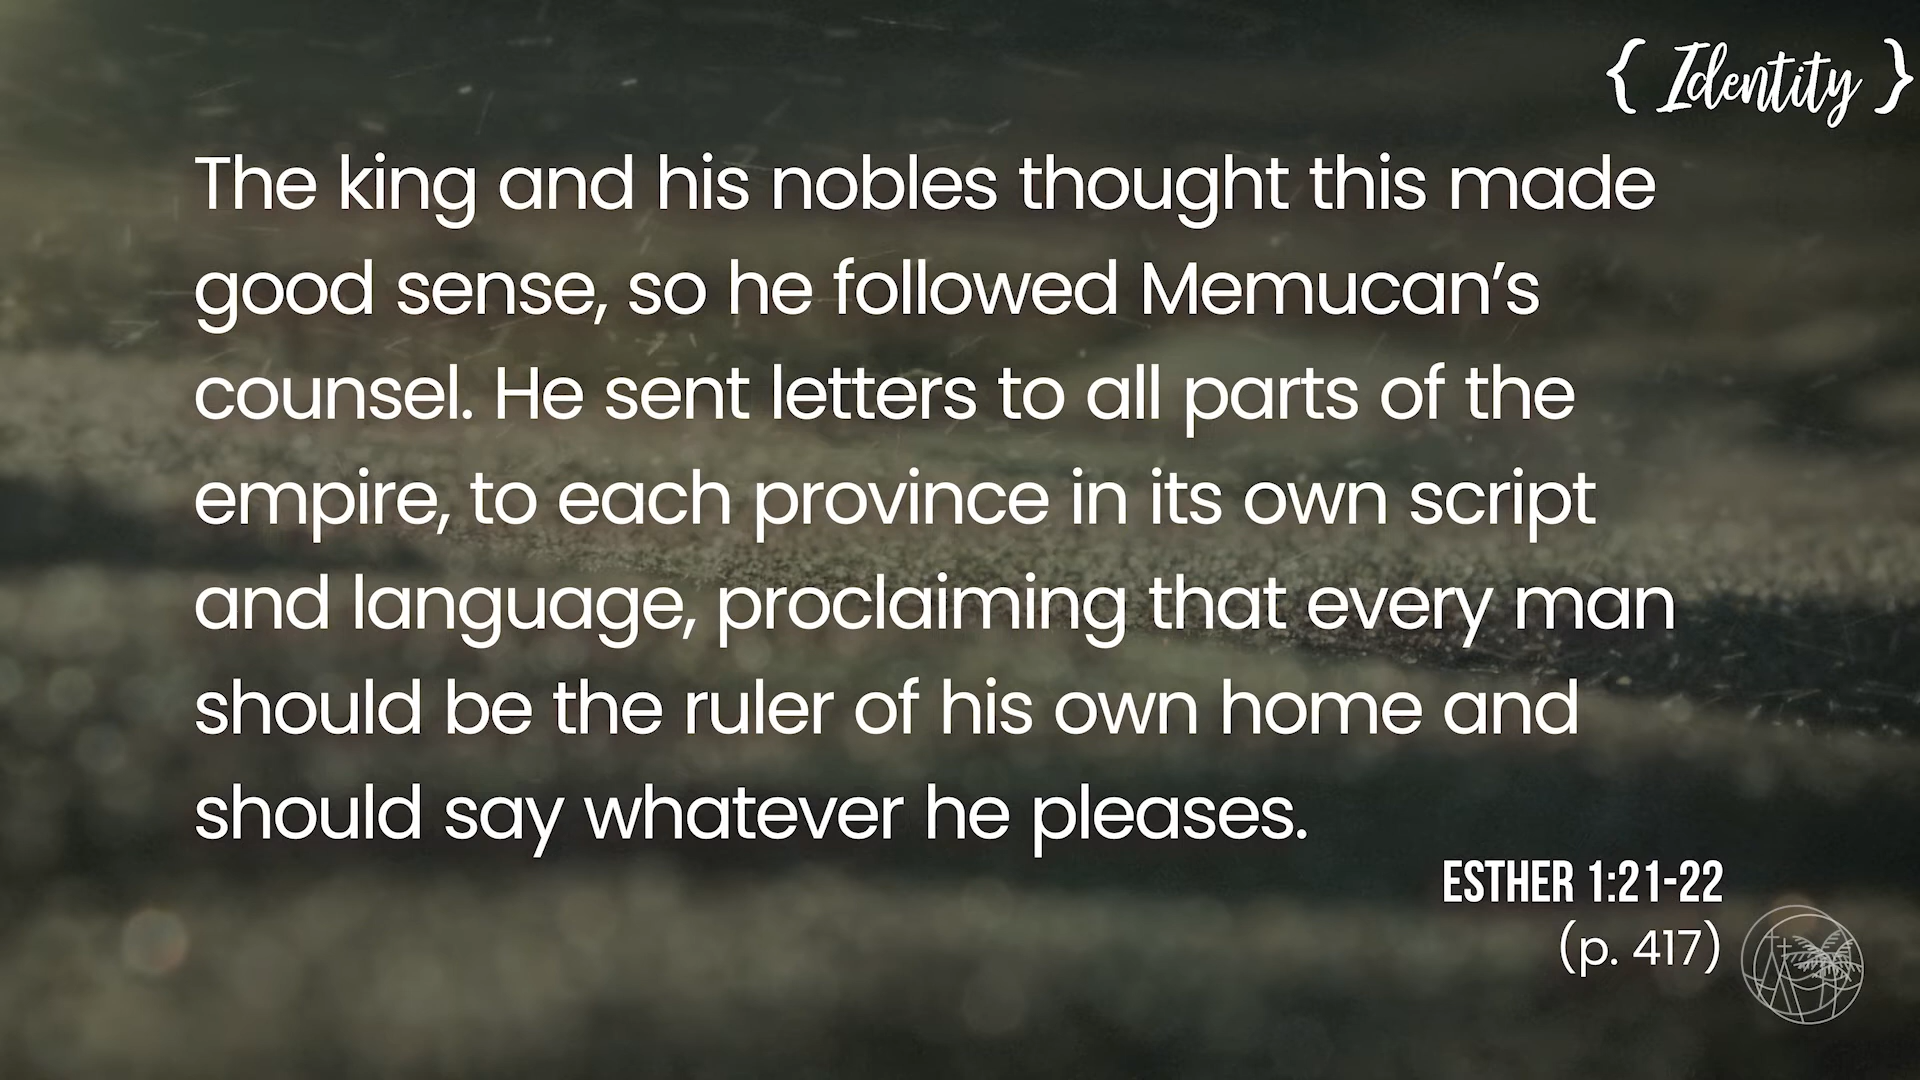 { Identity }
The king and his nobles thought this made
good sense, so he followed Memucan’s
counsel. He sent letters to all parts of the
empire, to each province in its own script
and language, proclaiming that every man
should be the ruler of his own home and
should say whatever he pleases.
ESTHER 1:21-22
(p. 417)